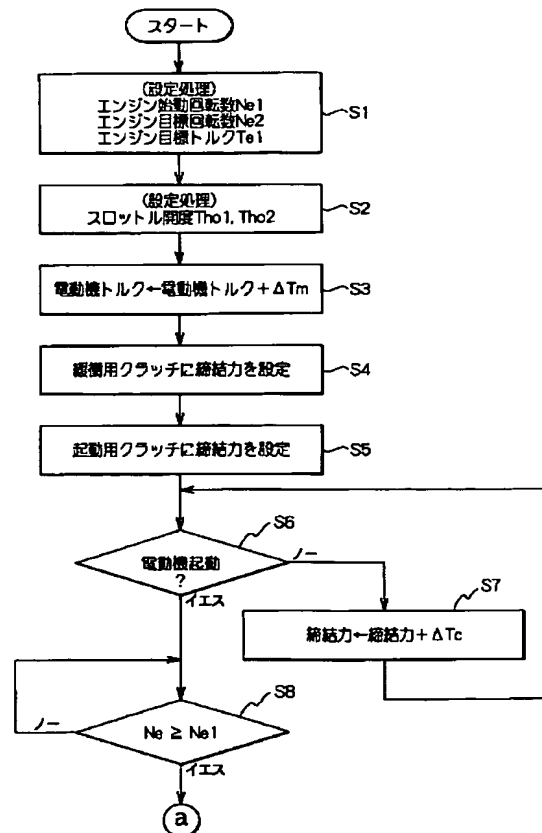 スタート
(設定処理)
エンジン始動回転数Ne1
エンジン目標回転数Ne2
エンジン目標トルクTe1
S1
(設定処理)
スロットル開度Tho1, Tho2
S2
電動機トルク←電動機トルク+ΔTm
S3
緩衝用クラッチに締結力を設定
S4
起動用クラッチに締結力を設定
S5
S6
電動機起動
?
ノー
イエス
S7
締結力←締結力+ΔTc
S8
Ne ≧ Ne1
ノー
イエス
a